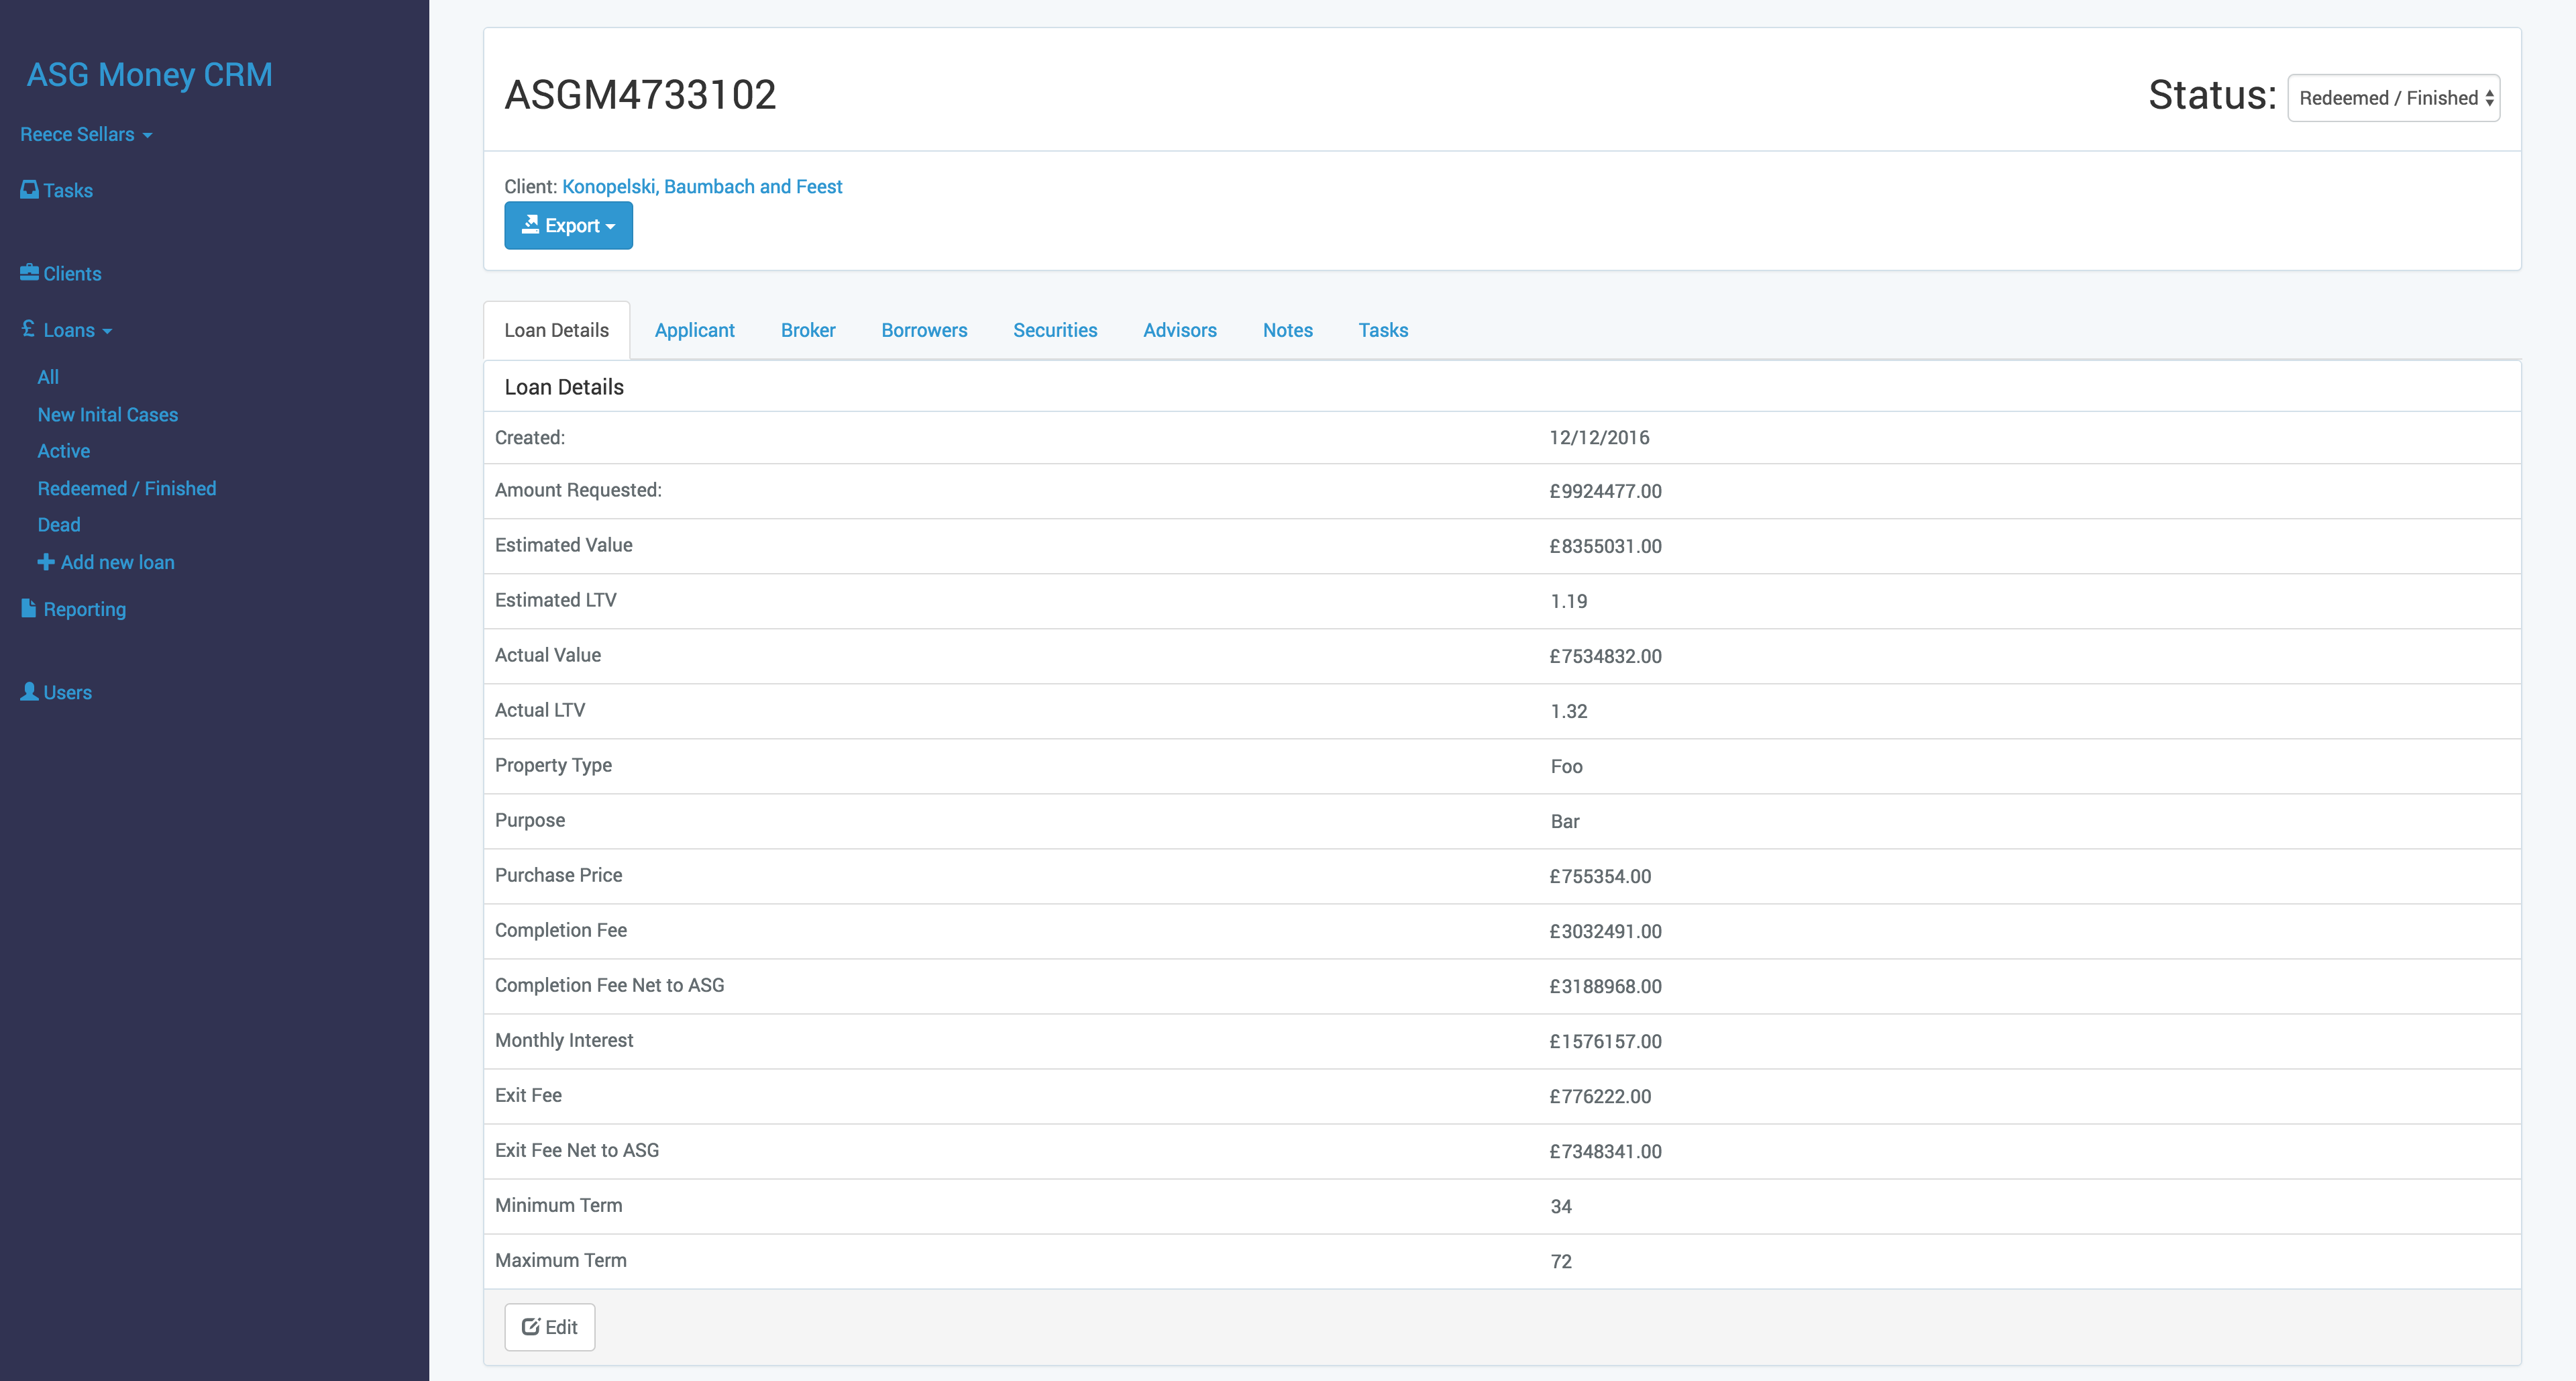 ASG Money CRM
Reece Sellars
Tasks
Clients
£ Loans
All
New Inital Cases
Active
Redeemed / Finished
Dead
Add new loan
Reporting
Users
ASGM4733102
Status: Redeemed / Finished
Client: Konopelski, Baumbach and Feest
Export
Loan Details Applicant Broker Borrowers Securities Advisors Notes Tasks
Loan Details
Created: 12/12/2016
Amount Requested: £9924477.00
Estimated Value £8355031.00
Estimated LTV 1.19
Actual Value £7534832.00
Actual LTV 1.32
Property Type Foo
Purpose Bar
Purchase Price £755354.00
Completion Fee £3032491.00
Completion Fee Net to ASG £3188968.00
Monthly Interest £1576157.00
Exit Fee £776222.00
Exit Fee Net to ASG £7348341.00
Minimum Term 34
Maximum Term 72
Edit